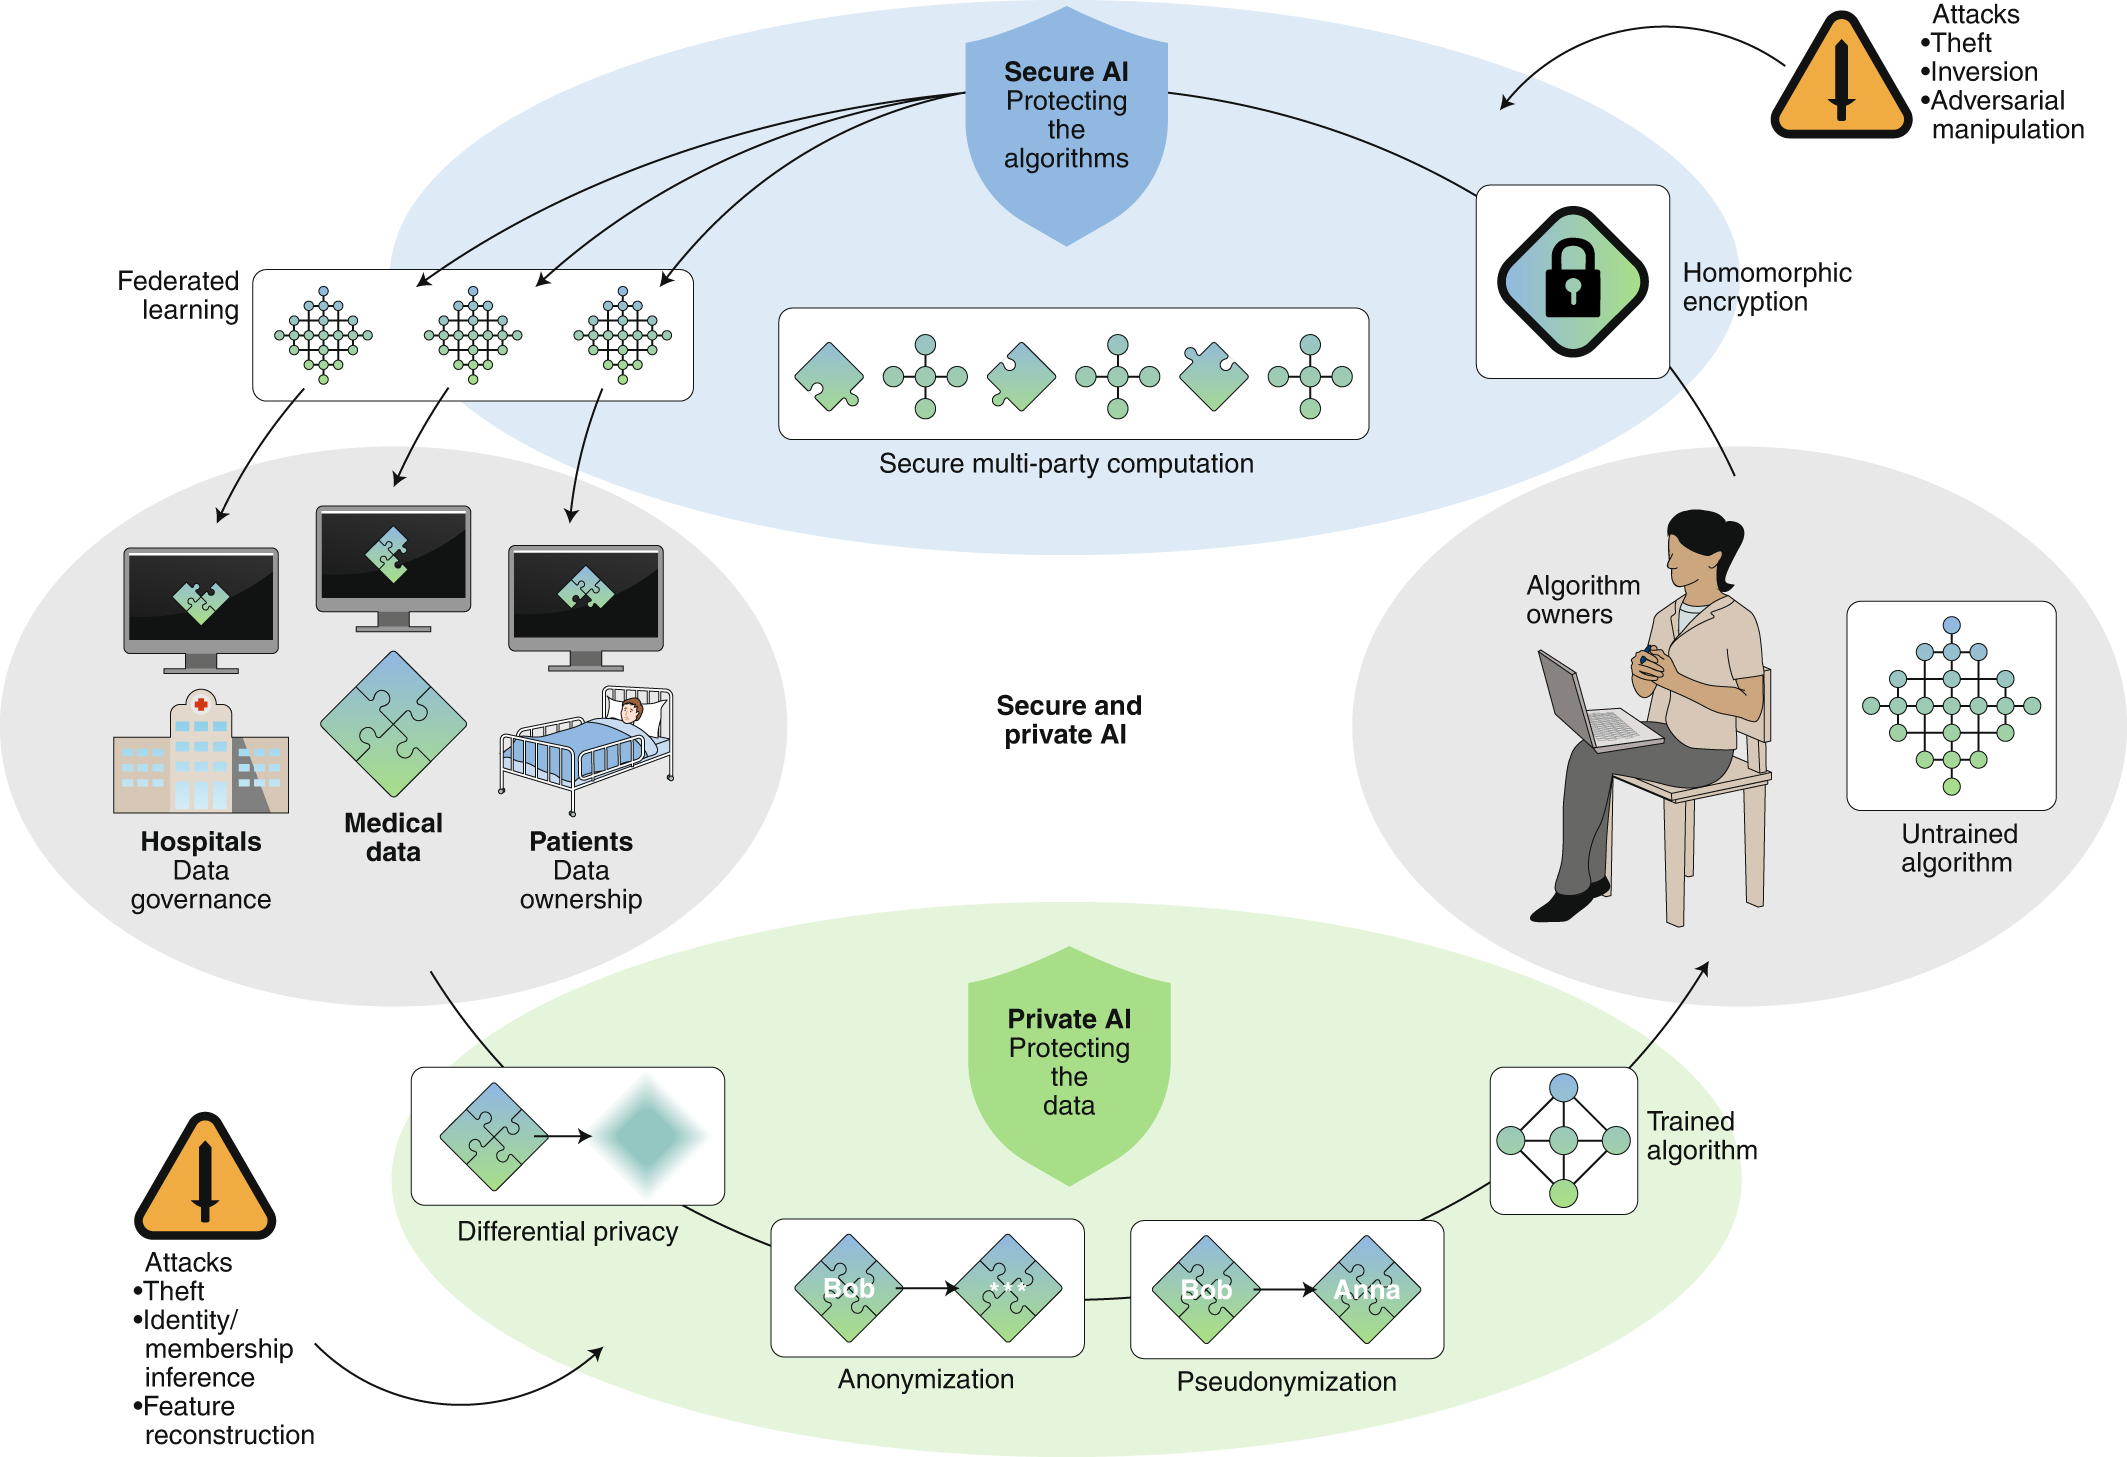 Attacks
•Theft
•Inversion
•Adversarial
manipulation
Secure AI
Protecting
the
algorithms
Federated
learning
Homomorphic
encryption
Secure multi-party computation
Algorithm
owners
Untrained
algorithm
Secure and
private AI
Hospitals
Data
governance
Medical
data
Patients
Data
ownership
Private AI
Protecting
the
data
Trained
algorithm
Differential privacy
Bob
***
Anonymization
Bob
Anna
Pseudonymization
Attacks
•Theft
•Identity/
membership
inference
•Feature
reconstruction